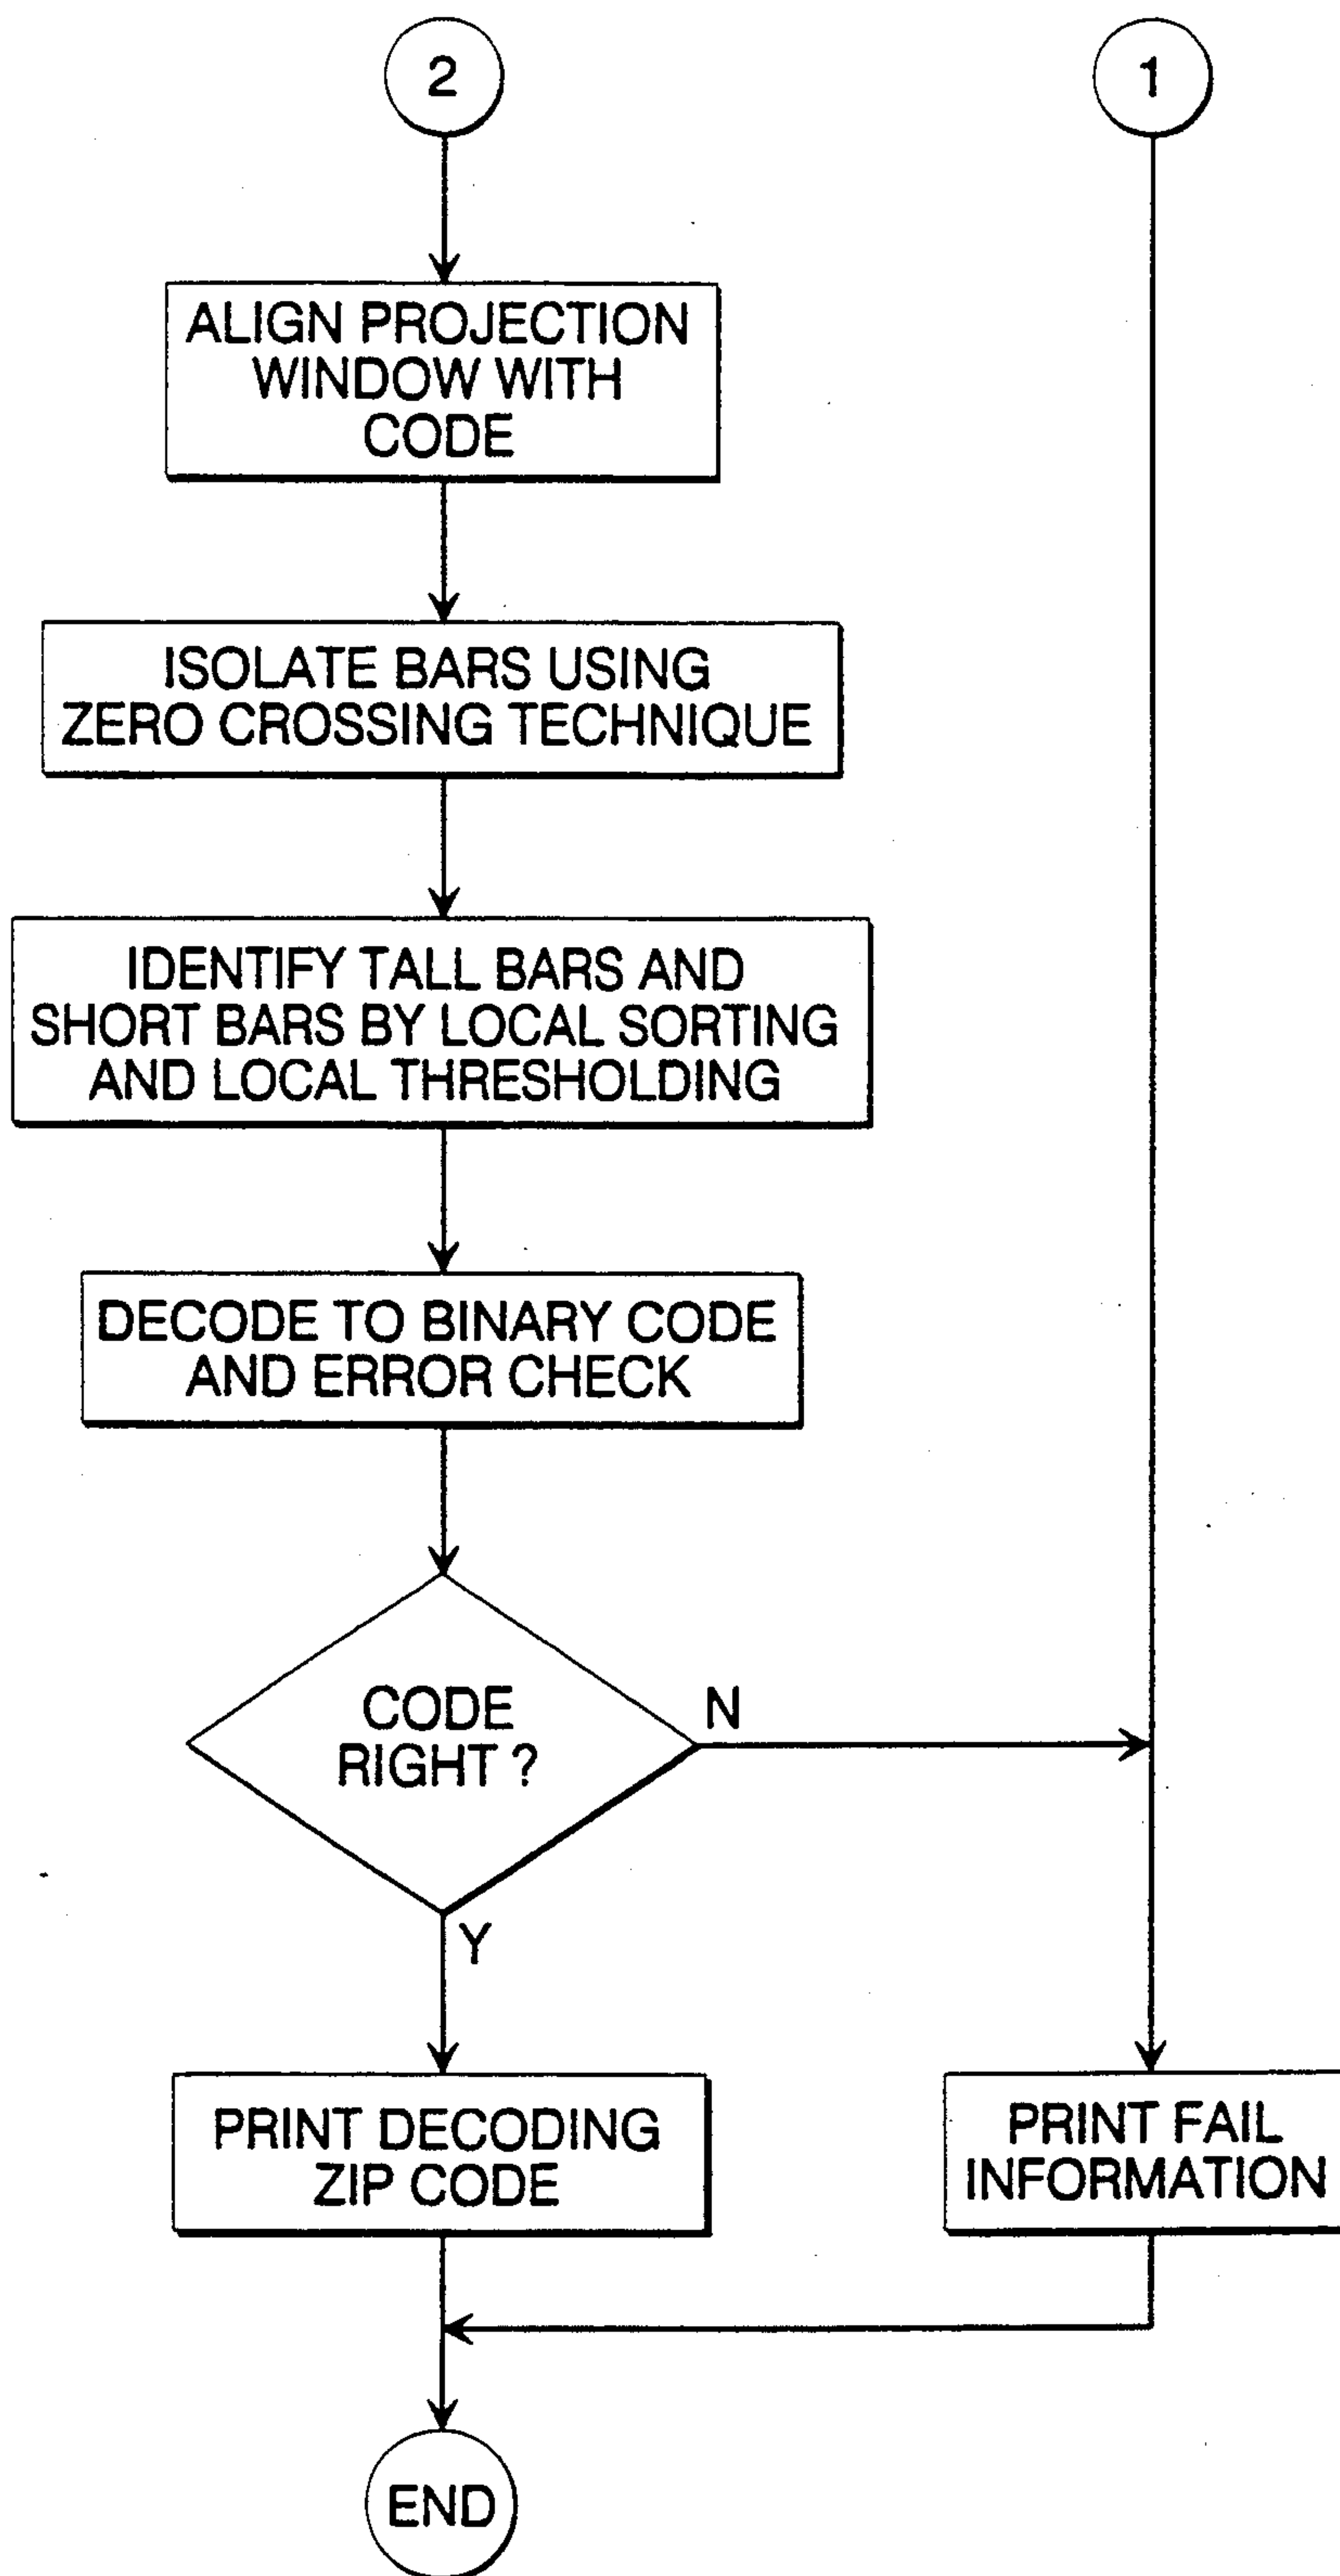 2
1
ALIGN PROJECTION
WINDOW WITH
CODE
ISOLATE BARS USING
ZERO CROSSING TECHNIQUE
IDENTIFY TALL BARS AND
SHORT BARS BY LOCAL SORTING
AND LOCAL THRESHOLDING
DECODE TO BINARY CODE
AND ERROR CHECK
CODE
RIGHT ?
N
Y
PRINT DECODING
ZIP CODE
PRINT FAIL
INFORMATION
END